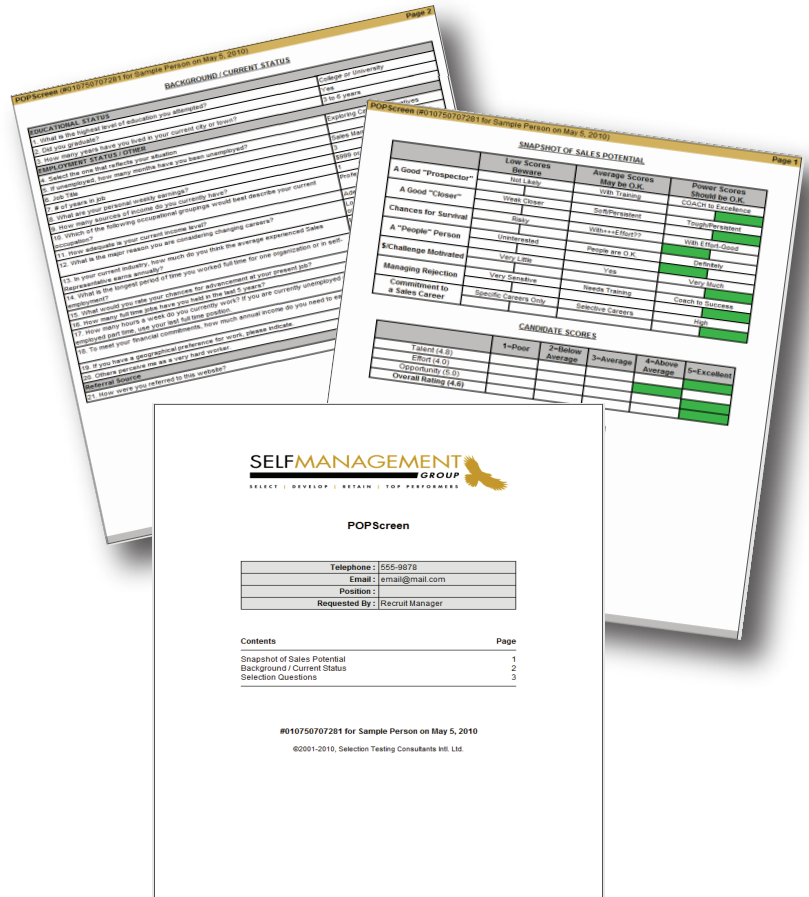 Page 2
POPScreen (#010750707281 for Sample Person on May 5, 2010)
BACKGROUND / CURRENT STATUS
EDUCATIONAL STATUS
1. What is the highest level of education you attempted?
College or University
2. Did you graduate?
Yes
3. How many years have you lived in your current city or town?
3 to 6 years
EMPLOYMENT STATUS / OTHER
4. Select the one that reflects your situation
Exploring
5. If unemployed, how many months have you been unemployed?
6. Job Title
Sales
7. # of years in job
3
8. What are your personal weekly earnings?
$999 or
9. How many sources of income do you currently have?
1
10. Which of the following occupational groupings would best describe your current
occupation?
11. How adequate is your current income level?
12. What is the major reason you are considering changing careers?
13. In your current industry, how much do you think the average experienced Sales
Representative earns annually?
14. What is the longest period of time you worked full time for one organization or in self-
employment?
15. What would you rate your chances for advancement at your present job?
16. How many full time jobs have you held in the last 5 years?
17. How many hours a week do you currently work? If you are currently unemployed
employed part time, use your last full time position.
18. To meet your financial commitments, how much annual income do you need to
19. If you have a geographical preference for work, please indicate.
20. Others perceive me as a very hard worker.
Referral Source
21. How were you referred to this website?
POPScreen (#010750707281 for Sample Person on May 5, 2010)
Page 1
SNAPSHOT OF SALES POTENTIAL
Low Scores
Beware
Average Scores
May be O.K.
Power Scores
Should be O.K.
A Good "Prospector"
Not Likely
With Training
COACH to Excellence
A Good "Closer"
Weak Closer
Soft/Persistent
Tough/Persistent
Chances for Survival
Risky
With+++Effort??
With Effort-Good
A "People" Person
Uninterested
People are O.K.
Definitely
$/Challenge Motivated
Very Little
Yes
Very Much
Managing Rejection
Very Sensitive
Needs Training
Coach to Success
Commitment to
a Sales Career
Specific Careers Only
Selective Careers
High
CANDIDATE SCORES
1~Poor
2~Below
Average
3~Average
4~Above
Average
5~Excellent
Talent (4.8)
Effort (4.0)
Opportunity (5.0)
Overall Rating (4.6)
SELFMANAGEMENT
GROUP
SELECT | DEVELOP | RETAIN | TOP PERFORMERS
POPScreen
Telephone : 555-9878
Email : email@mail.com
Position :
Requested By : Recruit Manager
Contents Page
Snapshot of Sales Potential 1
Background / Current Status 2
Selection Questions 3
#010750707281 for Sample Person on May 5, 2010
©2001-2010, Selection Testing Consultants Intl. Ltd.